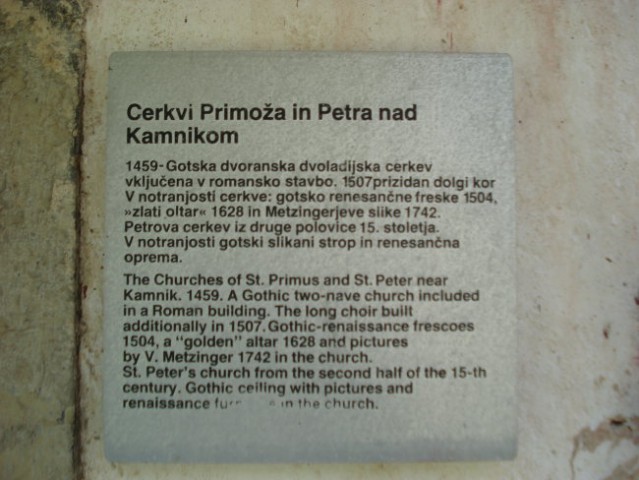 Cerkvi Primoža in Petra nad
Kamnikom
1459-Gotska dvoranska dvoladijska cerkev
vključena v romansko stavbo. 1507prizidan dolgi kor
V notranjosti cerkve: gotsko renesančne freske 1504,
»zlati oltar« 1628 in Metzingerjeve slike 1742.
Petrova cerkev iz druge polovice 15. stoletja.
V notranjosti gotski slikani strop in renesančna
oprema.
The Churches of St. Primus and St. Peter near
Kamnik. 1459. A Gothic two-nave church included
in a Roman building. The long choir built
additionally in 1507. Gothic-renaissance frescoes
1504, a "golden" altar 1628 and pictures
by V. Metzinger 1742 in the church.
St. Peter's church from the second half of the 15-th
century. Gothic ceiling with pictures and
renaissance in the church.